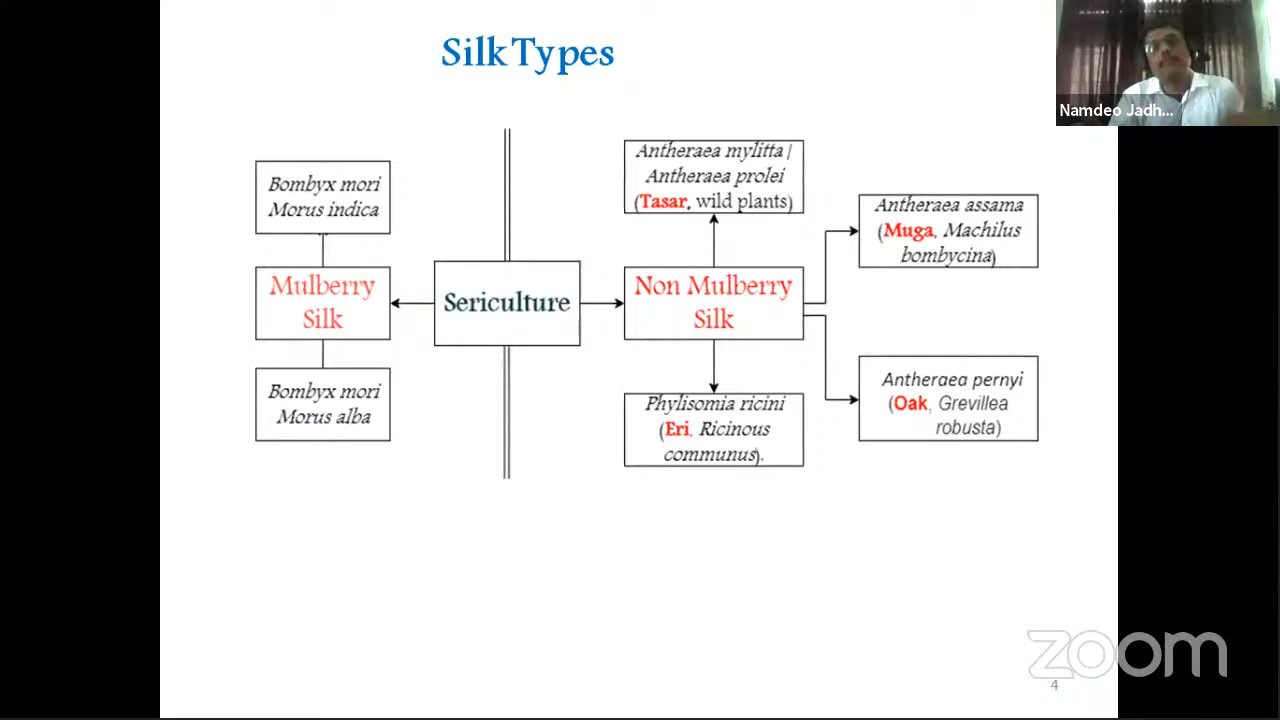 Silk Types
Namdeo Jadh...
Bombyx mori
Morus indica
Mulberry
Silk
Bombyx mori
Morus alba
Sericulture
Antheraea mylitta |
Antheraea prolei
(Tasar, wild plants)
Non Mulberry
Silk
Phylisomia ricini
(Eri, Ricinous
communus).
Antheraea assama
(Muga, Machilus
bombycina)
Antheraea pernyi
(Oak, Grevillea
robusta)
zoom
4